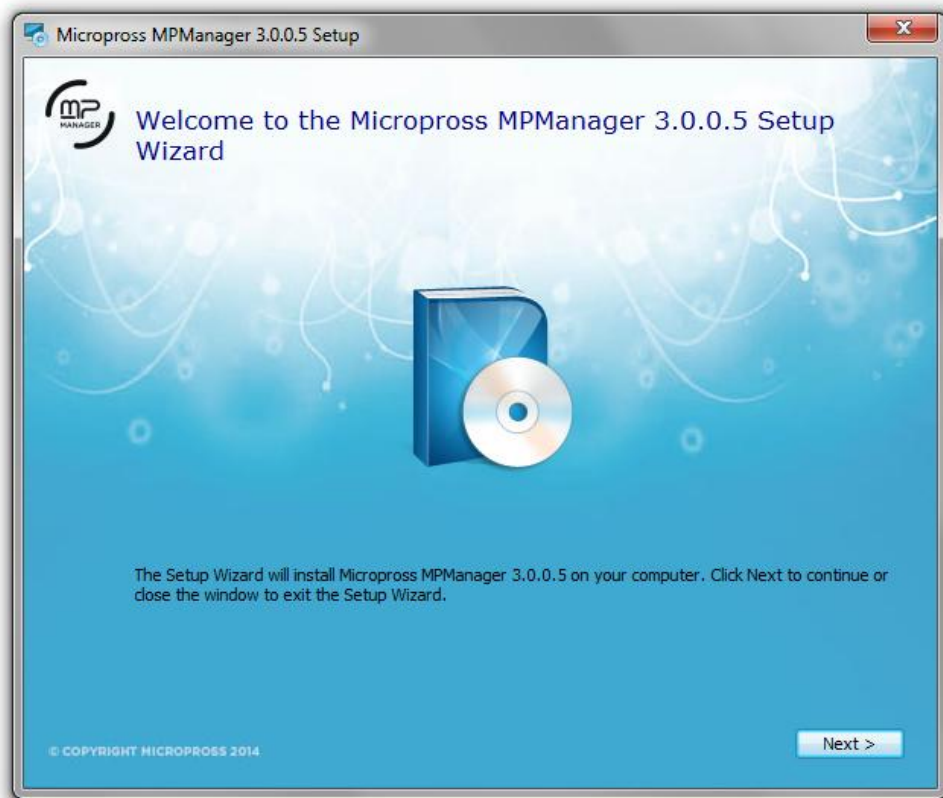 Micropross MPManager 3.0.0.5 Setup
X
MP
MANAGER
Welcome to the Micropross MPManager 3.0.0.5 Setup
Wizard
The Setup Wizard will install Micropross MPManager 3.0.0.5 on your computer. Click Next to continue or
close the window to exit the Setup Wizard.
© COPYRIGHT MICROPROSS 2014
Next >